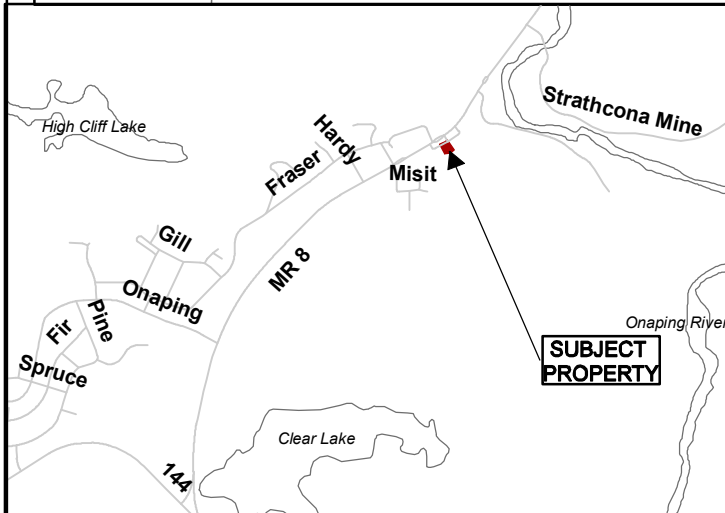 Strathcona Mine
High Cliff Lake
Hardy
Fraser
Misit
Gill
MR 8
Onaping
Pine
Fir
Onaping River
SUBJECT
PROPERTY
Spruce
Clear Lake
144